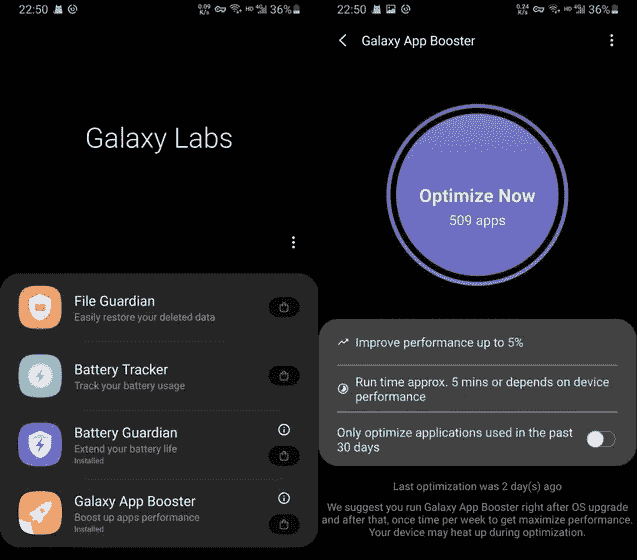 22:50
0.09 K/s
HD
4G
36%
Galaxy Labs
File Guardian
Easily restore your deleted data
Battery Tracker
Track your battery usage
Battery Guardian
Extend your battery life
Installed
Galaxy App Booster
Boost up apps performance
Installed
22:50
0.24 K/s
HD
4G
36%
Galaxy App Booster
Optimize Now
509 apps
Improve performance up to 5%
Run time approx. 5 mins or depends on device
performance
Only optimize applications used in the past
30 days
Last optimization was 2 day(s) ago
We suggest you run Galaxy App Booster right after OS upgrade
and after that, once time per week to get maximize performance.
Your device may heat up during optimization.